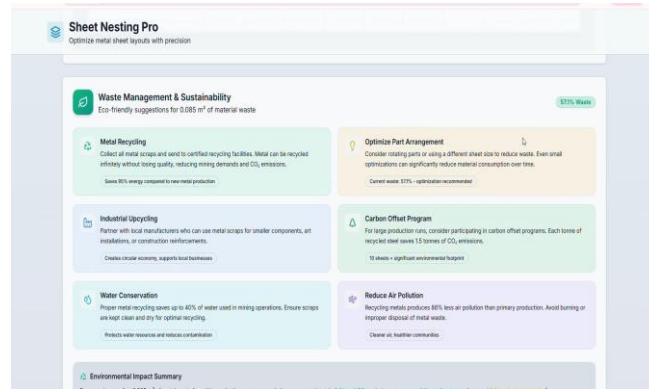 Sheet Nesting Pro
Optimize metal sheet layouts with precision
Waste Management & Sustainability
Eco-friendly suggestions for 0.085 m² of material waste
57.1% Waste
Metal Recycling
Collect all metal scraps and send to certified recycling facilities. Metal can be recycled
infinitely without losing quality, reducing mining demands and CO₂ emissions.
Saves 95% energy compared to new metal production
Optimize Part Arrangement
Consider rotating parts or using a different sheet size to reduce waste. Even small
optimizations can significantly reduce material consumption over time.
Current waste: 57.1% - optimization recommended
Industrial Upcycling
Partner with local manufacturers who can use metal scraps for smaller components, art
installations, or construction reinforcements.
Creates circular economy, supports local businesses
Carbon Offset Program
For large production runs, consider participating in carbon offset programs. Each tonne of
recycled steel saves 1.5 tonnes of CO₂ emissions.
10 sheets = significant environmental footprint
Water Conservation
Proper metal recycling saves up to 40% of water used in mining operations. Ensure scraps
are kept clean and dry for optimal recycling.
Protects water resources and reduces contamination
Reduce Air Pollution
Recycling metals produces 86% less air pollution than primary production. Avoid burning or
improper disposal of metal waste.
Cleaner air, healthier communities
Environmental Impact Summary